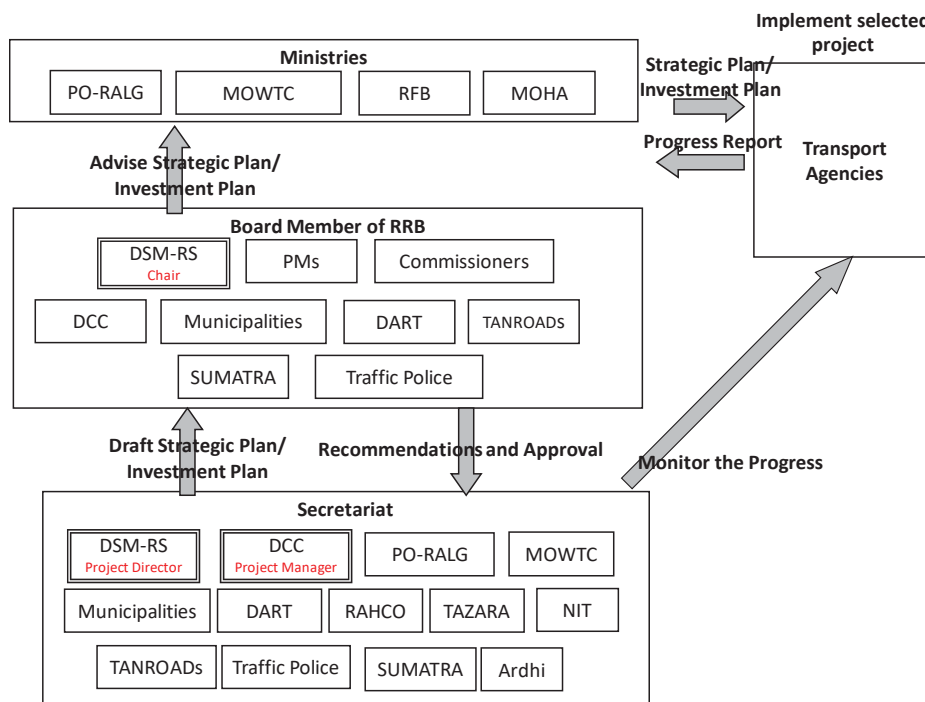 Implement selected
project
Ministries
PO-RALG
MOWTC
RFB
MOHA
Strategic Plan/
Investment Plan
Progress Report
Transport
Agencies
Advise Strategic Plan/
Investment Plan
Board Member of RRB
DSM-RS
Chair
PMs
Commissioners
DCC
Municipalities
DART
TANROADs
SUMATRA
Traffic Police
Draft Strategic Plan/
Investment Plan
Recommendations and Approval
Monitor the Progress
Secretariat
DSM-RS
Project Director
DCC
Project Manager
PO-RALG
MOWTC
Municipalities
DART
RAHCO
TAZARA
NIT
TANROADs
Traffic Police
SUMATRA
Ardhi